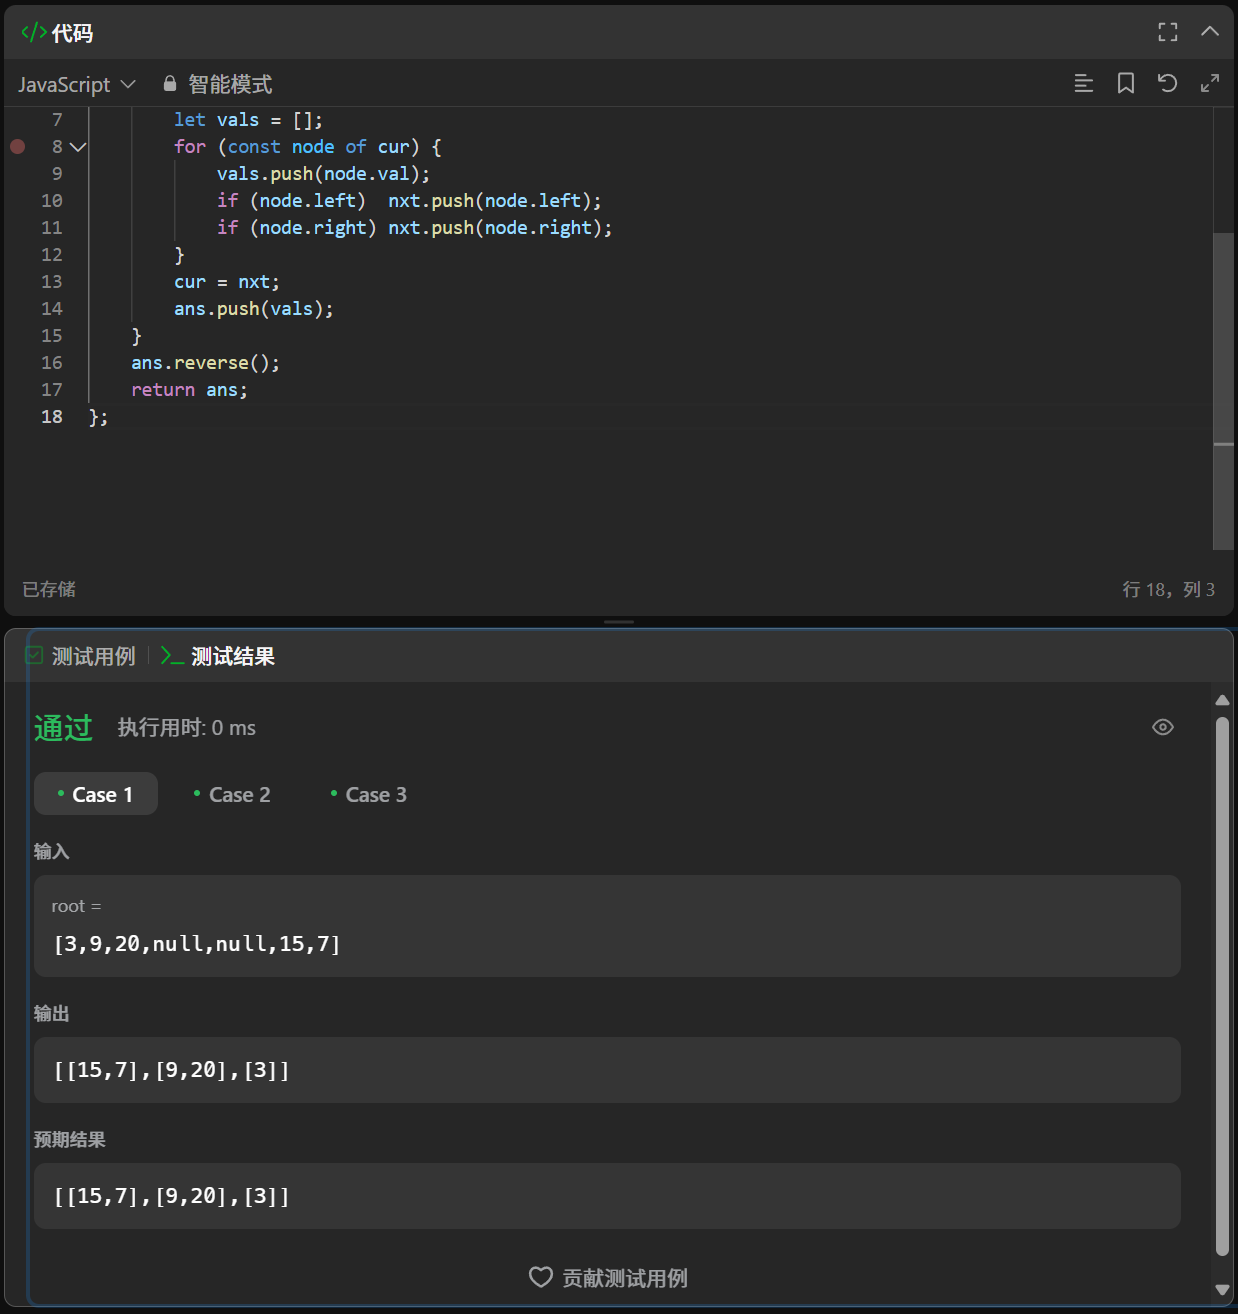 </>代码
JavaScript 智能模式
7 let vals = [];
8 for (const node of cur) {
9 vals.push(node.val);
10 if (node.left)  nxt.push(node.left);
11 if (node.right) nxt.push(node.right);
12 }
13 cur = nxt;
14 ans.push(vals);
15 }
16 ans.reverse();
17 return ans;
18 };
已存储 行 18，列 3
测试用例 >_ 测试结果
通过 执行用时: 0 ms
• Case 1 • Case 2 • Case 3
输入
root =
[3,9,20,null,null,15,7]
输出
[[15,7],[9,20],[3]]
预期结果
[[15,7],[9,20],[3]]
贡献测试用例